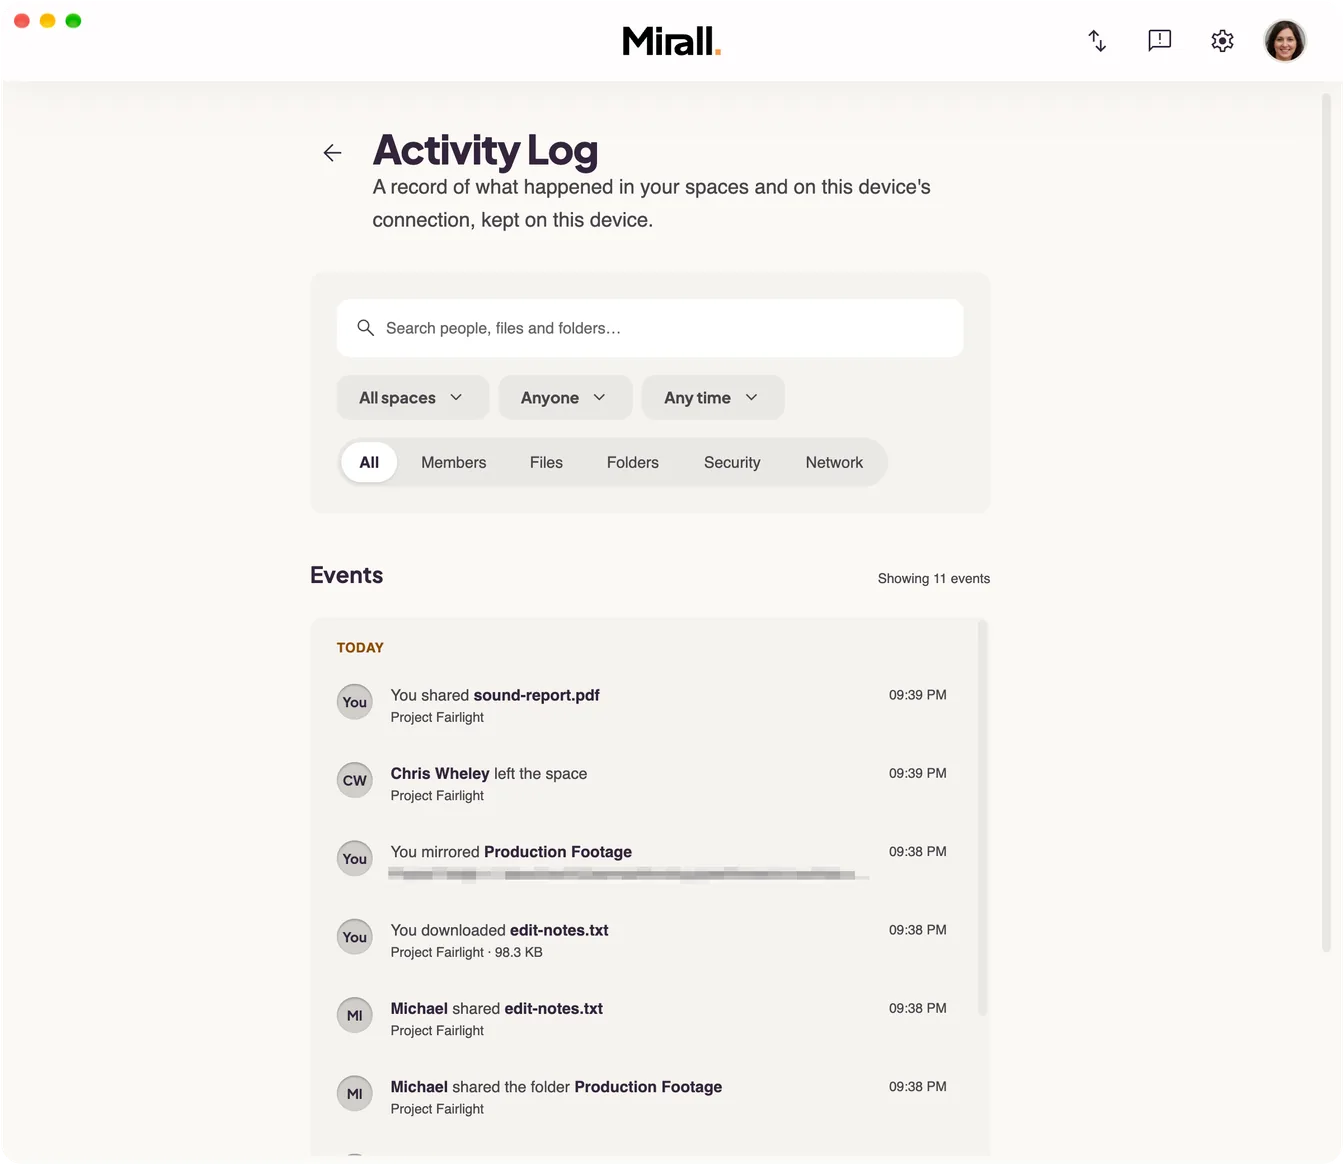 Mirall.
Activity Log
A record of what happened in your spaces and on this device's
connection, kept on this device.
Search people, files and folders…
All spaces
Anyone
Any time
All
Members
Files
Folders
Security
Network
Events
Showing 11 events
TODAY
You
You shared sound-report.pdf
09:39 PM
Project Fairlight
CW
Chris Wheley left the space
09:39 PM
Project Fairlight
You
You mirrored Production Footage
09:38 PM
You
You downloaded edit-notes.txt
09:38 PM
Project Fairlight · 98.3 KB
MI
Michael shared edit-notes.txt
09:38 PM
Project Fairlight
MI
Michael shared the folder Production Footage
09:38 PM
Project Fairlight